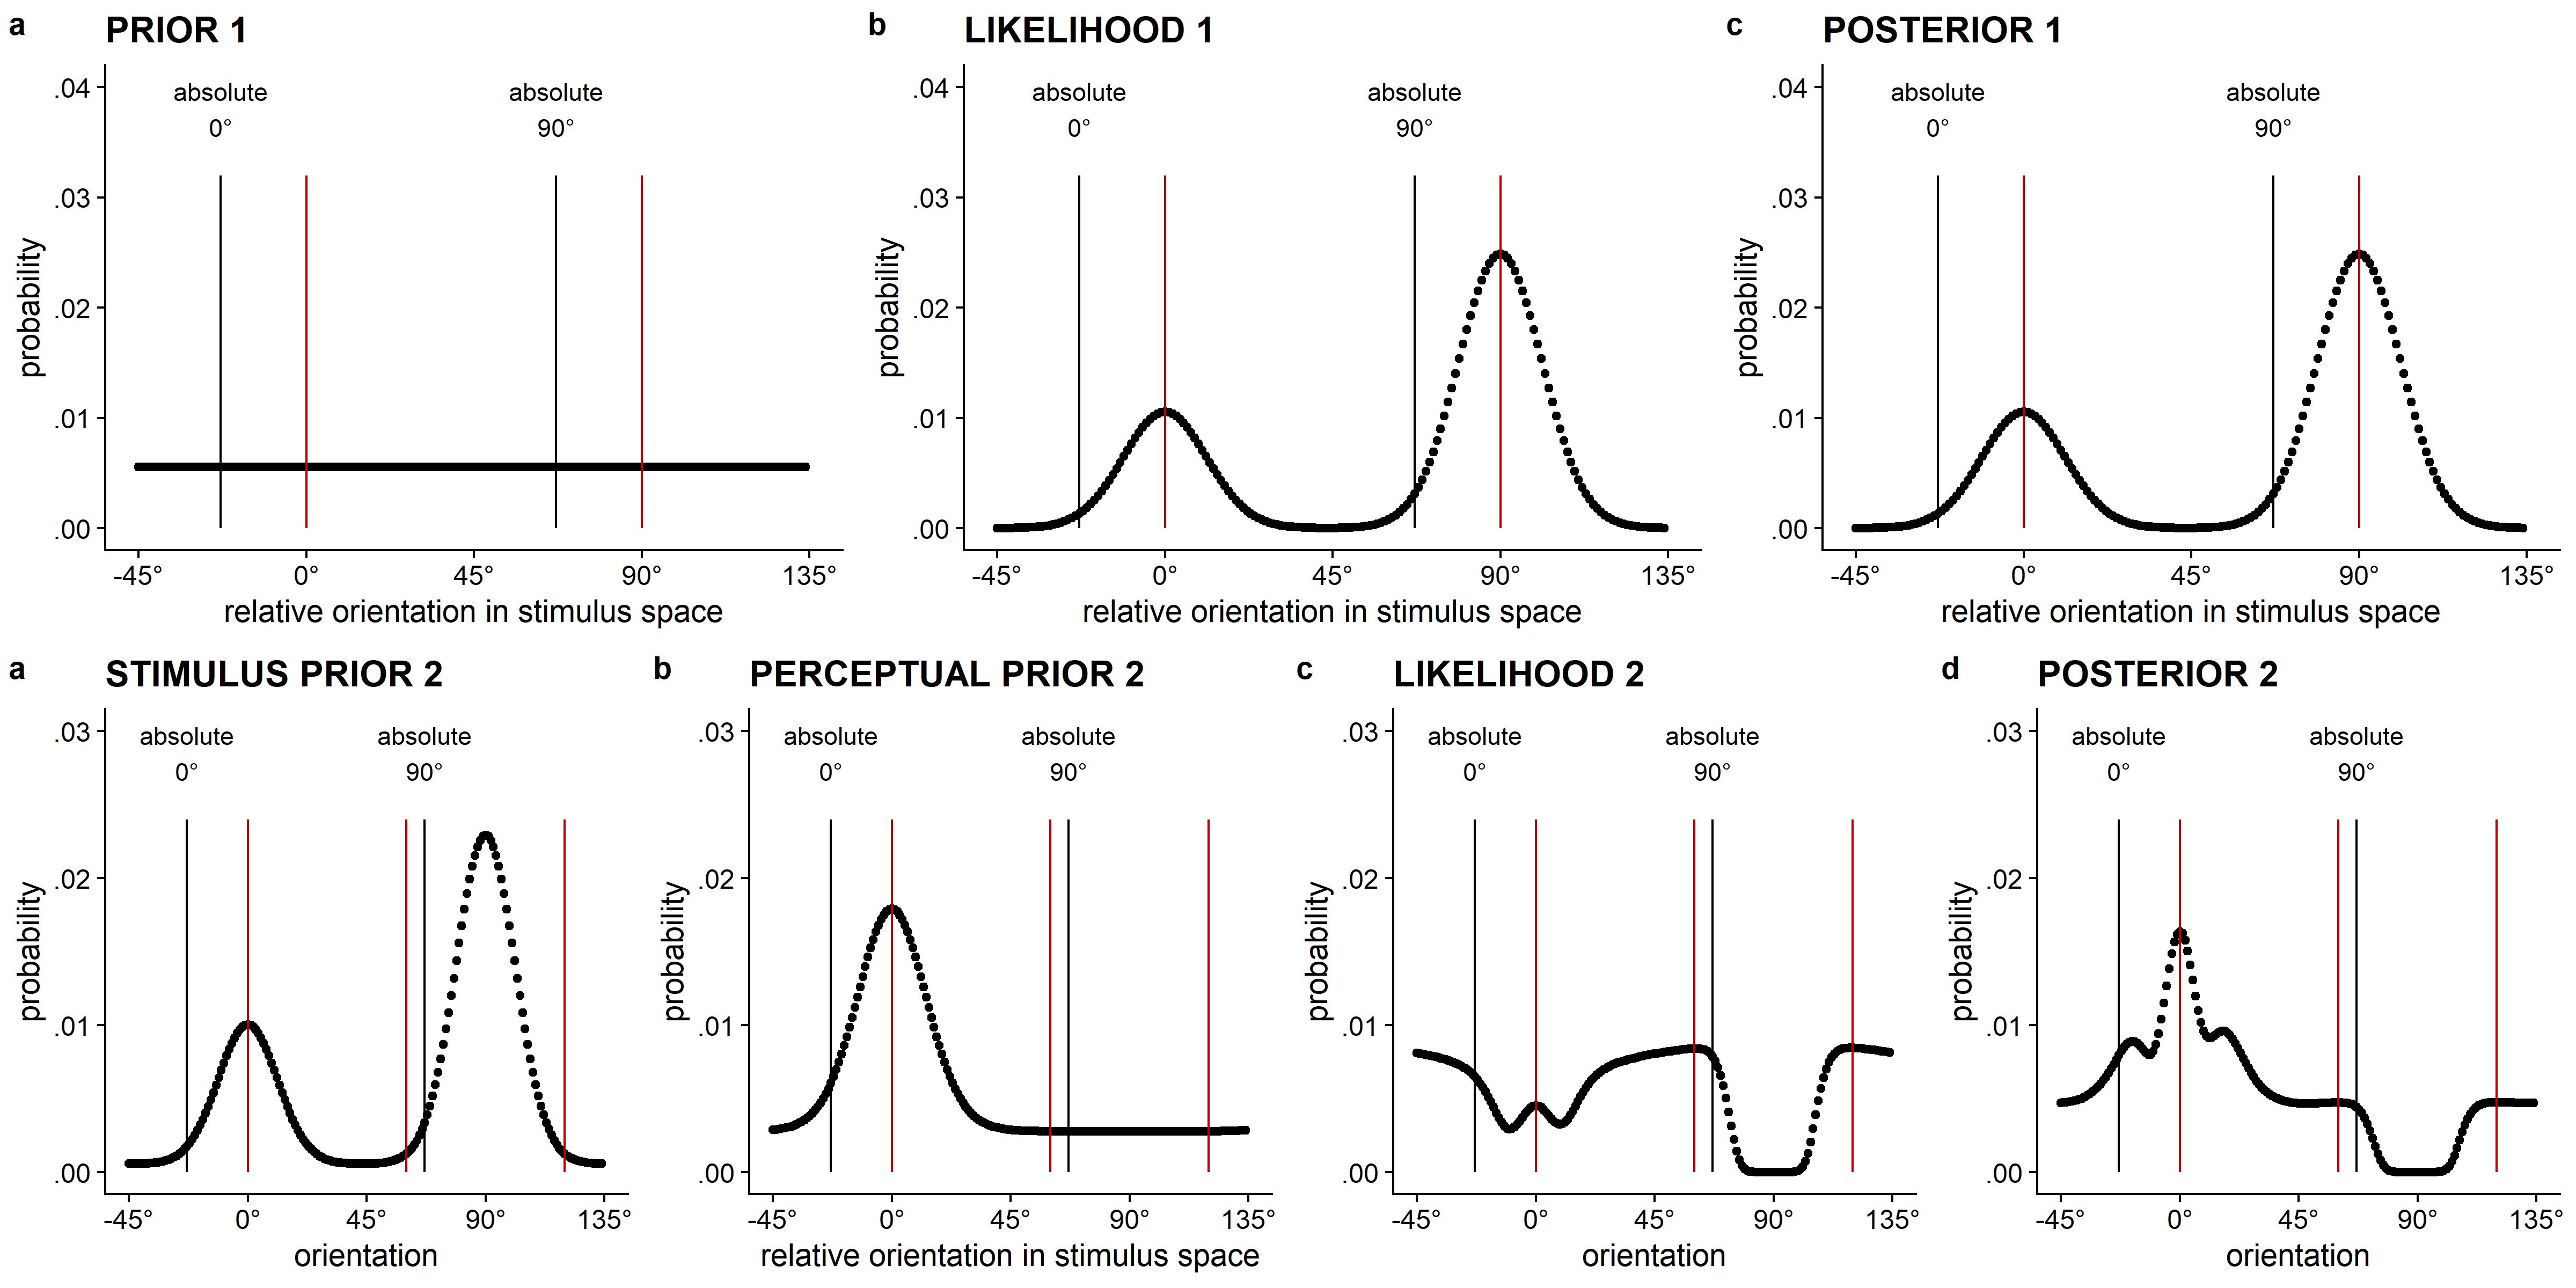 a PRIOR 1
.04
.03
.02
.01
.00
probability
absolute
0°
absolute
90°
-45° 0° 45° 90° 135°
relative orientation in stimulus space
b LIKELIHOOD 1
.04
.03
.02
.01
.00
probability
absolute
0°
absolute
90°
-45° 0° 45° 90° 135°
relative orientation in stimulus space
c POSTERIOR 1
.04
.03
.02
.01
.00
probability
absolute
0°
absolute
90°
-45° 0° 45° 90° 135°
relative orientation in stimulus space
a STIMULUS PRIOR 2
.03
.02
.01
.00
probability
absolute
0°
absolute
90°
-45° 0° 45° 90° 135°
orientation
b PERCEPTUAL PRIOR 2
.03
.02
.01
.00
probability
absolute
0°
absolute
90°
-45° 0° 45° 90° 135°
relative orientation in stimulus space
c LIKELIHOOD 2
.03
.02
.01
.00
probability
absolute
0°
absolute
90°
-45° 0° 45° 90° 135°
orientation
d POSTERIOR 2
.03
.02
.01
.00
probability
absolute
0°
absolute
90°
-45° 0° 45° 90° 135°
orientation